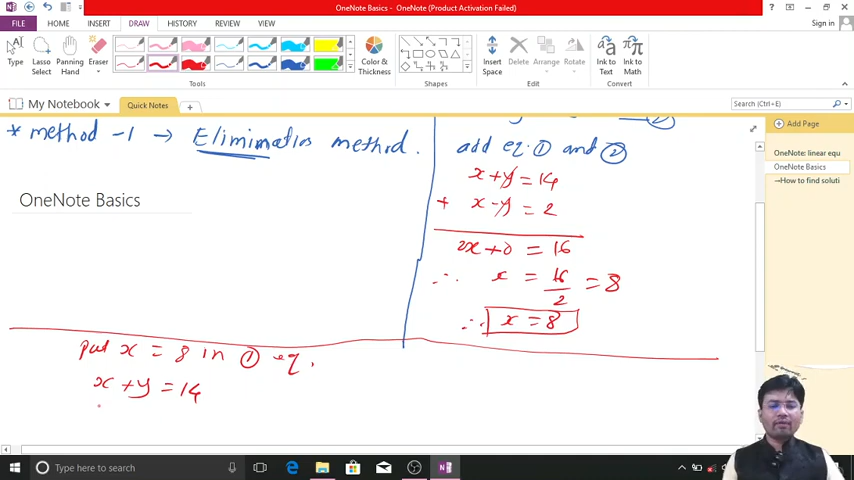 OneNote Basics - OneNote (Product Activation Failed)
FILE HOME INSERT DRAW HISTORY REVIEW VIEW
Sign in
Type
Lasso Select
Panning Hand
Eraser
Color & Thickness
Insert Space
Delete
Arrange
Rotate
Ink to Text
Ink to Math
Tools
Shapes
Edit
Convert
My Notebook
Quick Notes
Search (Ctrl+E)
Add Page
OneNote: linear equ
OneNote Basics
→How to find soluti
* method -1 → Elimimation method.
OneNote Basics
add eq. ① and ②
x+y=14
+ x-y=2
2x+0 = 16
∴ x = 16/2 = 8
∴ x = 8
put x = 8 in ① eq.
x+y=14
Type here to search